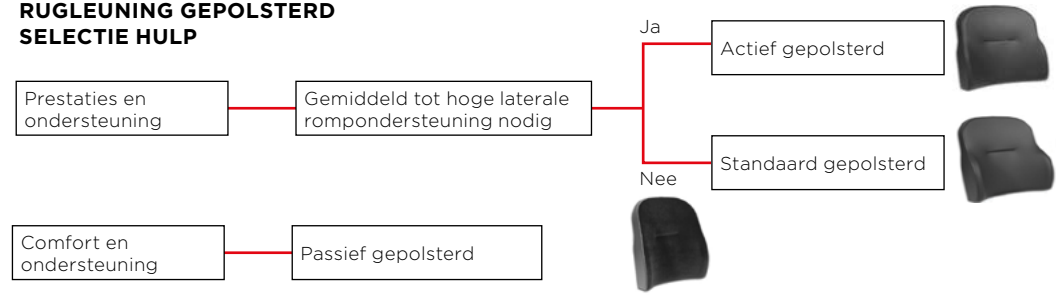 RUGLEUNING GEPOLSTERD
SELECTIE HULP
Prestaties en
ondersteuning
Gemiddeld tot hoge laterale
rompondersteuning nodig
Ja
Actief gepolsterd
Standaard gepolsterd
Nee
Comfort en
ondersteuning
Passief gepolsterd